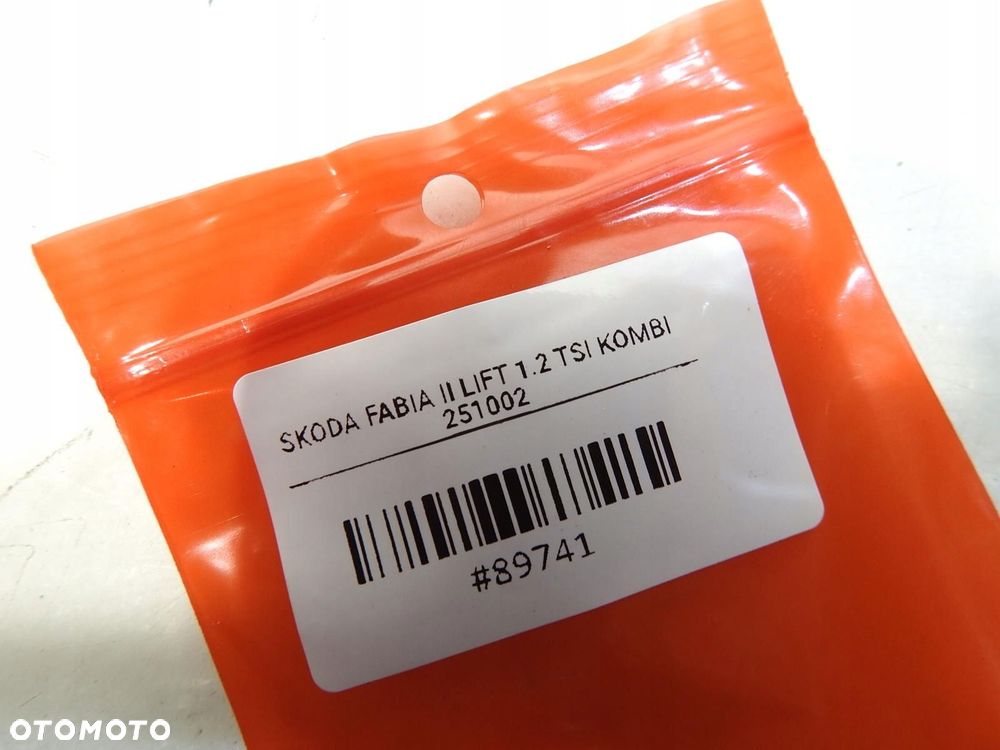 SKODA FABIA II LIFT 1.2 TSI KOMBI
251002
#89741
OTOMOTO